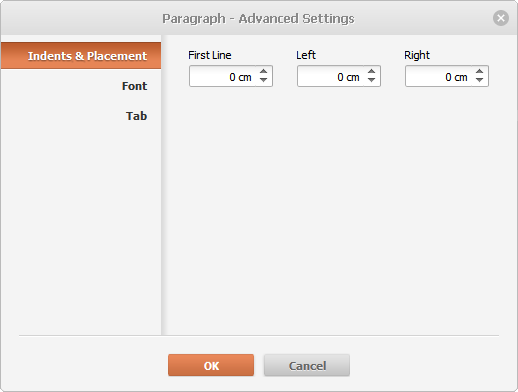 Paragraph - Advanced Settings
Indents & Placement
Font
Tab
First Line Left Right
0 cm 0 cm 0 cm
OK Cancel